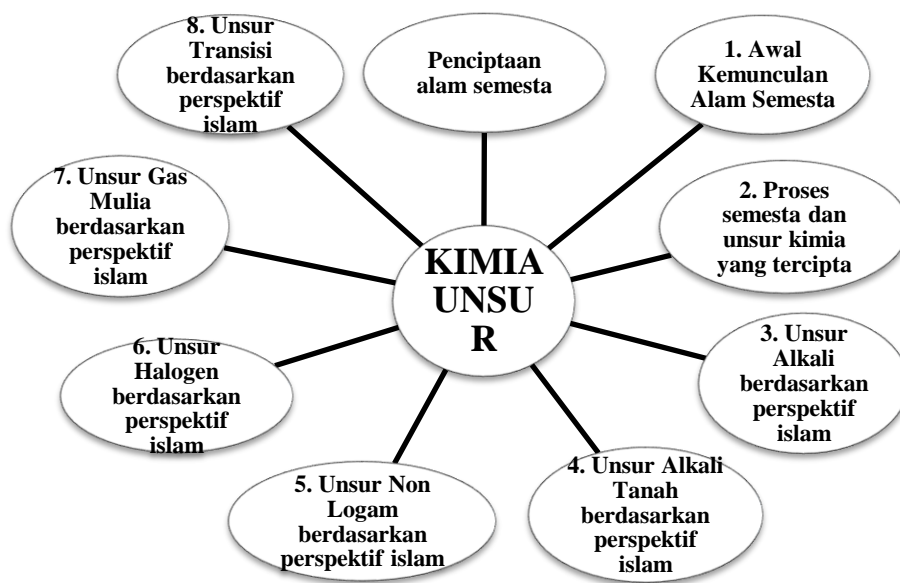 8. Unsur
Transisi
berdasarkan
perspektif
islam
Penciptaan
alam semesta
1. Awal
Kemunculan
Alam Semesta
7. Unsur Gas
Mulia
berdasarkan
perspektif
islam
2. Proses
semesta dan
unsur kimia
yang tercipta
KIMIA
UNSU
R
6. Unsur
Halogen
berdasarkan
perspektif
islam
3. Unsur
Alkali
berdasarkan
perspektif
islam
5. Unsur Non
Logam
berdasarkan
perspektif islam
4. Unsur Alkali
Tanah
berdasarkan
perspektif
islam